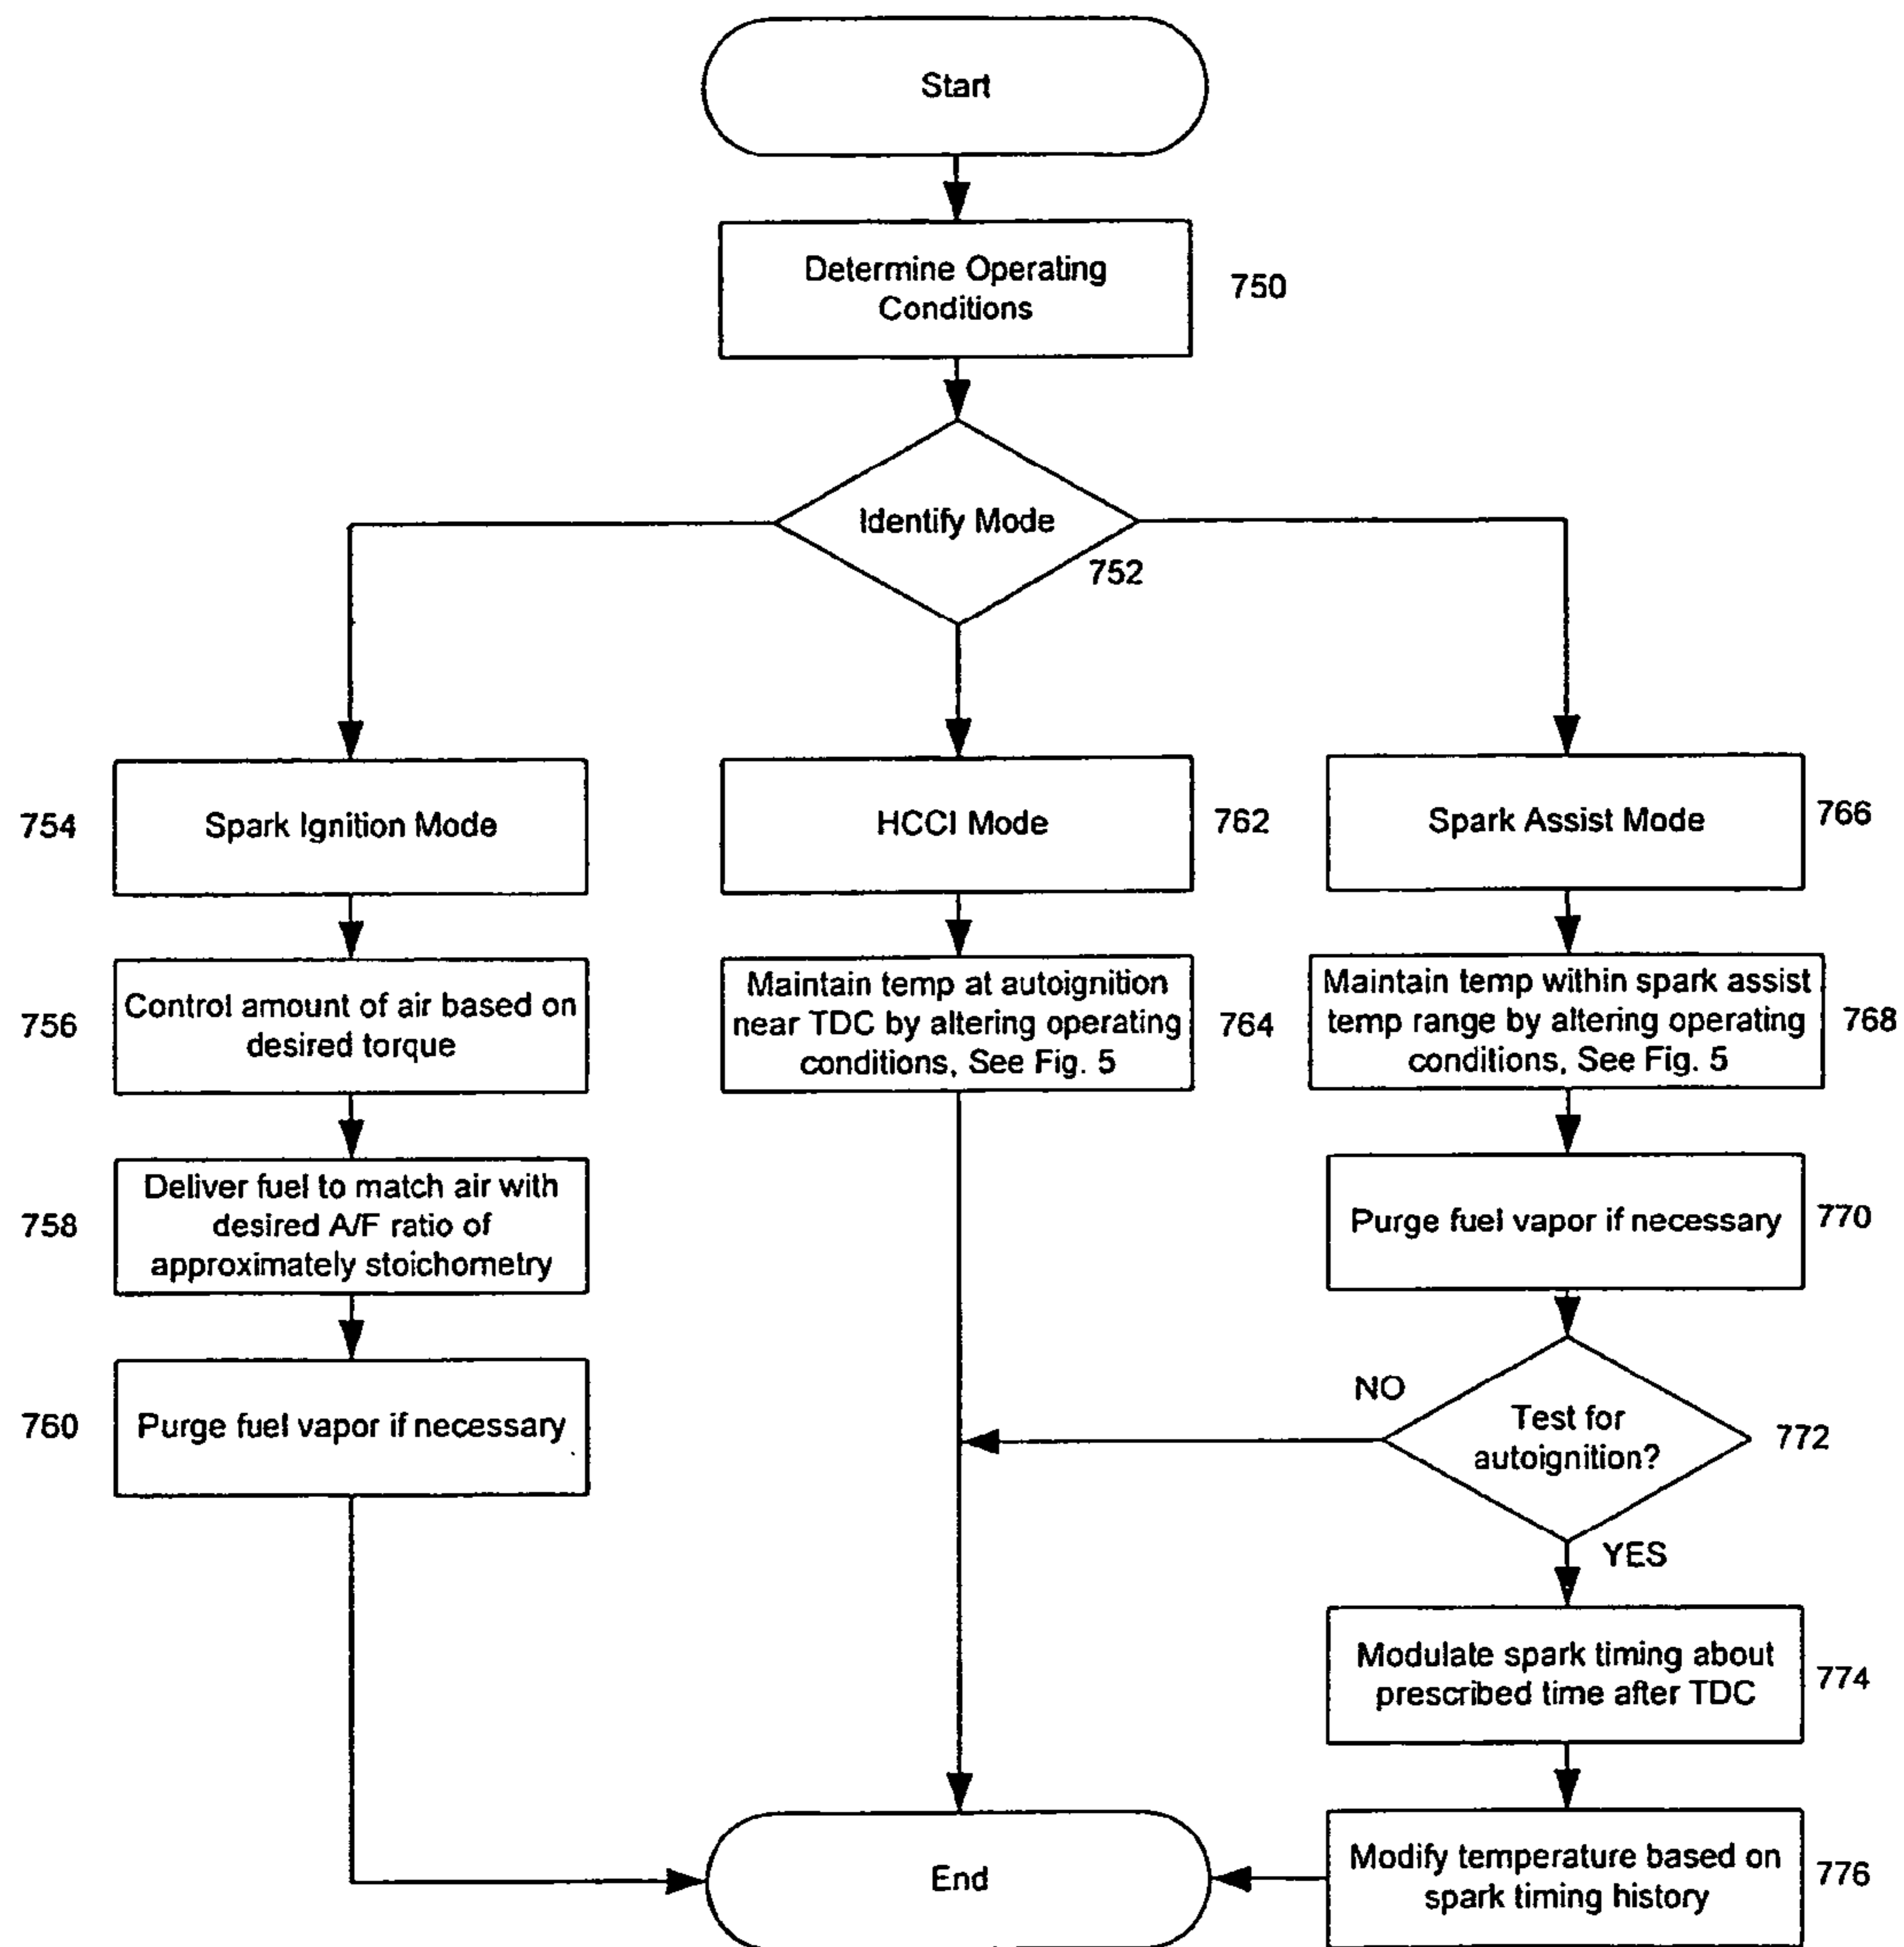 Start
Determine Operating
Conditions
750
Identify Mode
752
754
Spark Ignition Mode
HCCI Mode
762
Spark Assist Mode
766
756
Control amount of air based on
desired torque
Maintain temp at autoignition
near TDC by altering operating
conditions, See Fig. 5
764
Maintain temp within spark assist
temp range by altering operating
conditions, See Fig. 5
768
758
Deliver fuel to match air with
desired A/F ratio of
approximately stoichometry
Purge fuel vapor if necessary
770
760
Purge fuel vapor if necessary
NO
Test for
autoignition?
772
YES
Modulate spark timing about
prescribed time after TDC
774
End
Modify temperature based on
spark timing history
776